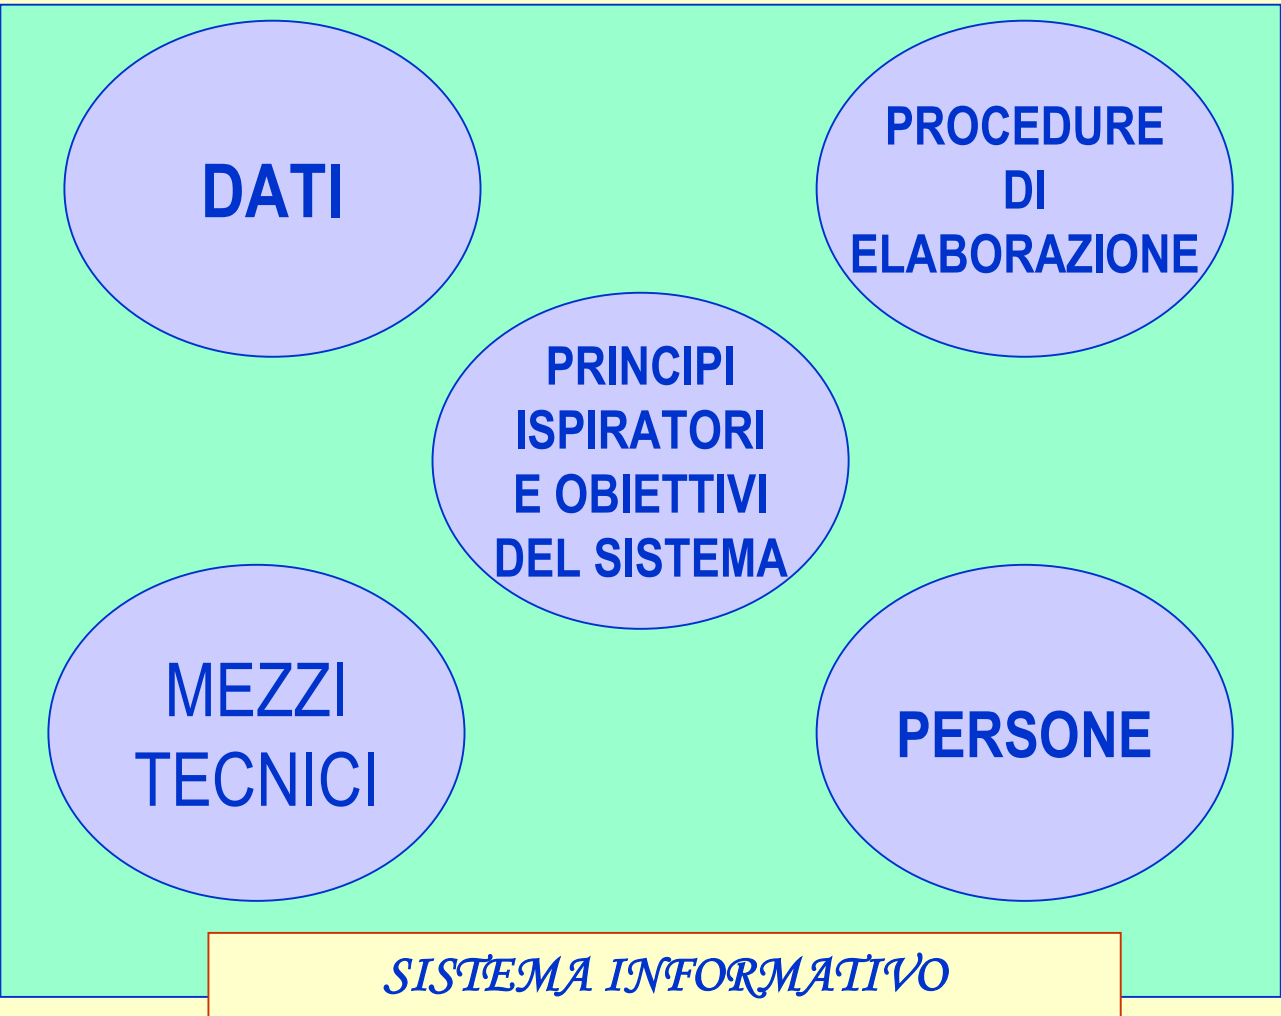 DATI
PROCEDURE
DI
ELABORAZIONE
PRINCIPI
ISPIRATORI
E OBIETTIVI
DEL SISTEMA
MEZZI
TECNICI
PERSONE
SISTEMA INFORMATIVO